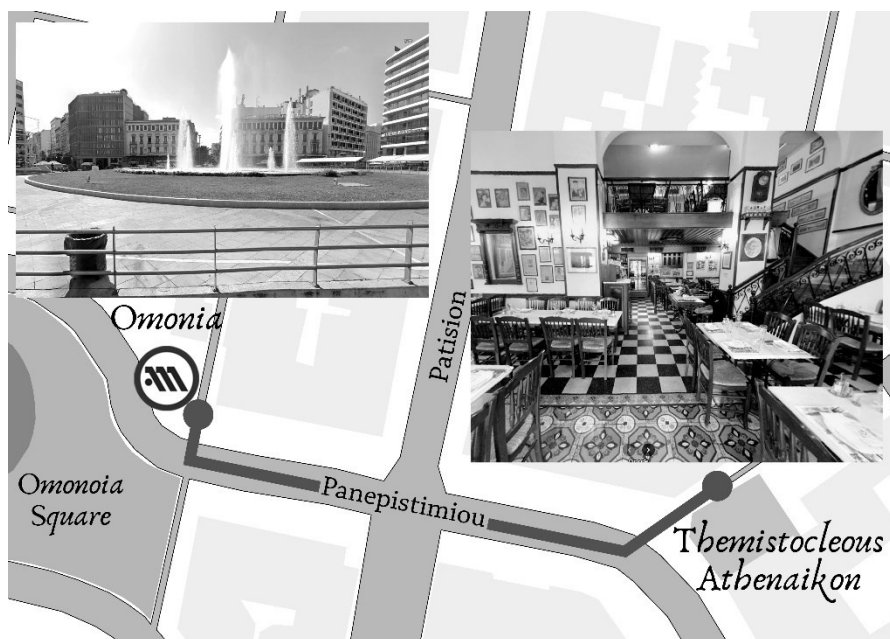 Omonia
Patision
Omonoia
Square
Panepistimiou
Themistocleous
Athenaikon